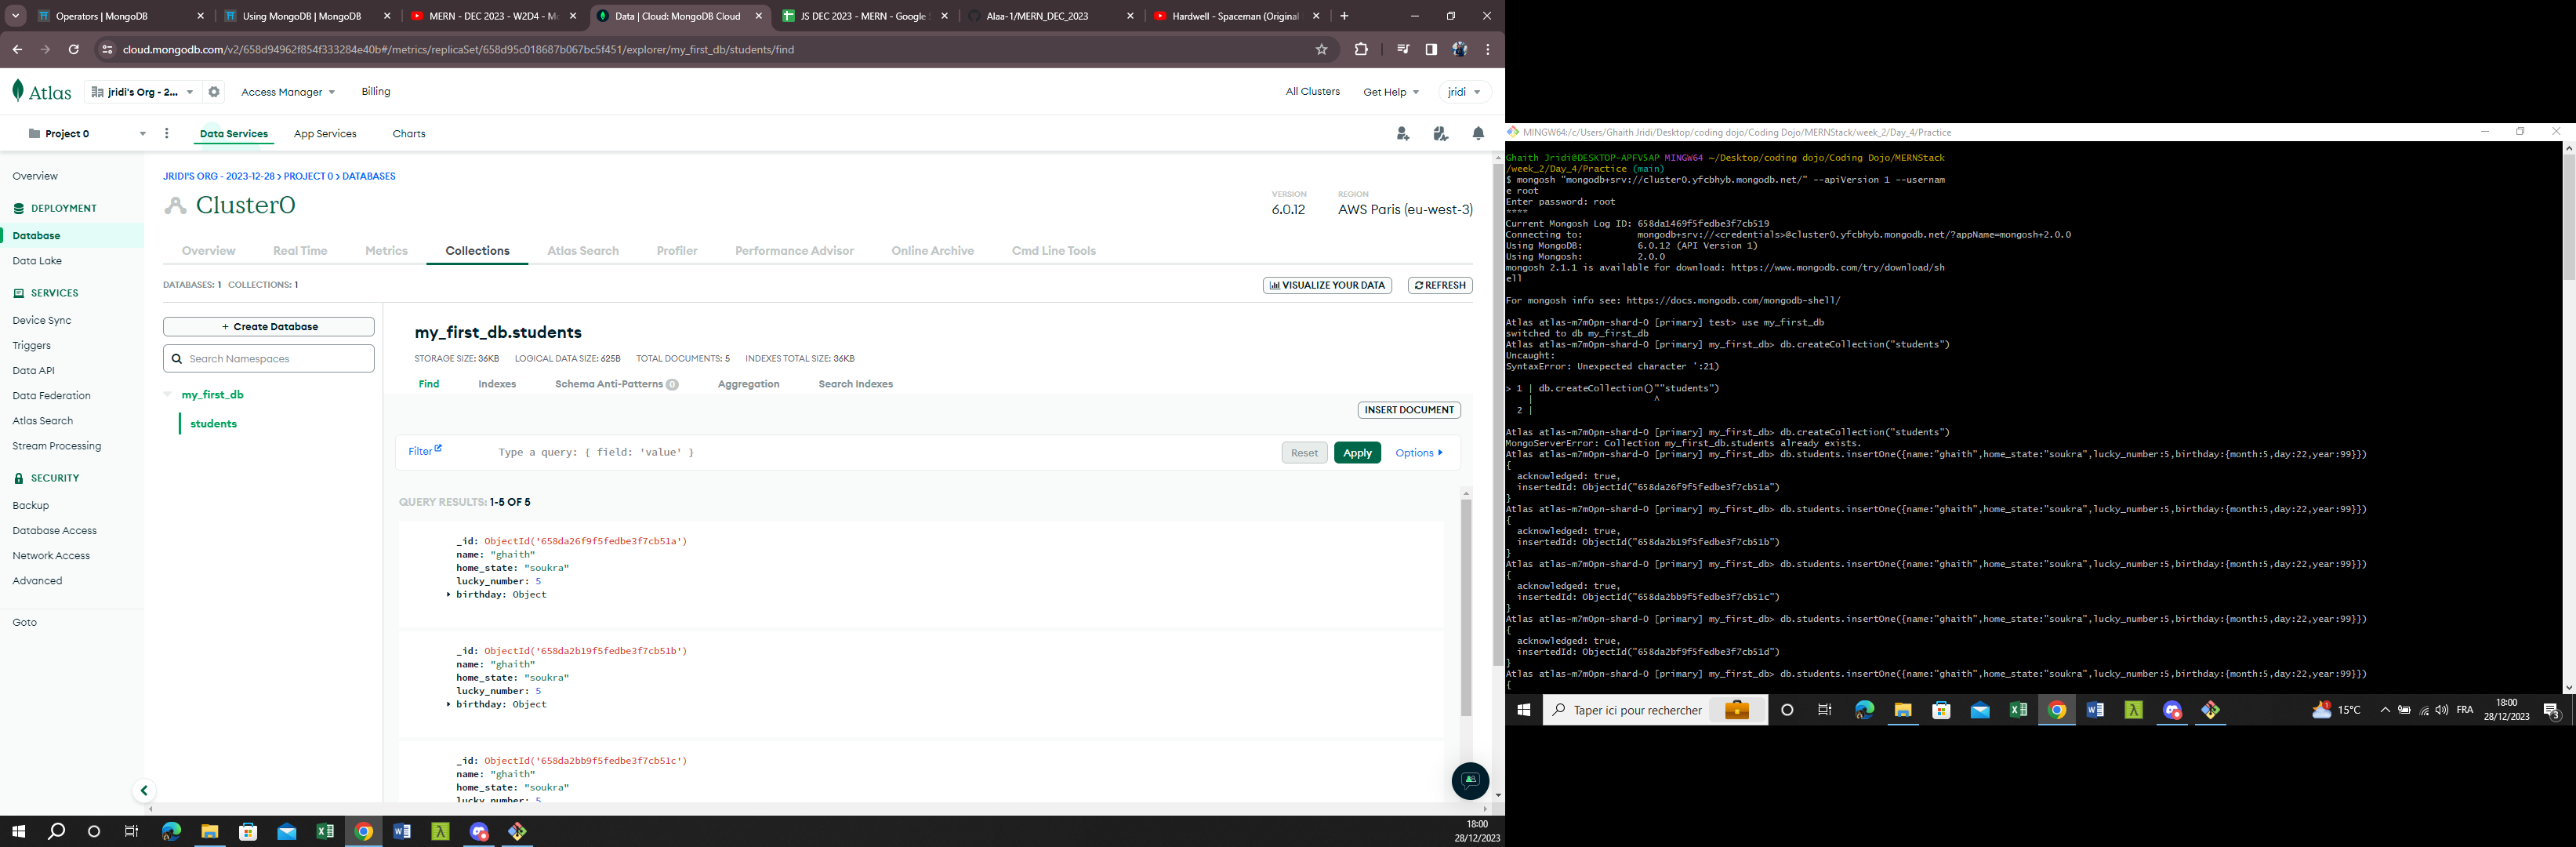 Operators | MongoDB
Using MongoDB | MongoDB
MERN - DEC 2023 - W2D4 - Mo
Data | Cloud: MongoDB Cloud
JS DEC 2023 - MERN - Google S
Alaa-1/MERN_DEC_2023
Hardwell - Spaceman (Original
cloud.mongodb.com/v2/658d94962f854f333284e40b#/metrics/replicaSet/658d95c018687b067bc5f451/explorer/my_first_db/students/find
Atlas
jridi's Org - 2...
Access Manager
Billing
All Clusters
Get Help
jridi
Project 0
Data Services
App Services
Charts
Overview
DEPLOYMENT
Database
Data Lake
SERVICES
Device Sync
Triggers
Data API
Data Federation
Atlas Search
Stream Processing
SECURITY
Backup
Database Access
Network Access
Advanced
Goto
JRIDI'S ORG - 2023-12-28 > PROJECT 0 > DATABASES
Cluster0
VERSION
6.0.12
REGION
AWS Paris (eu-west-3)
Overview
Real Time
Metrics
Collections
Atlas Search
Profiler
Performance Advisor
Online Archive
Cmd Line Tools
DATABASES: 1 COLLECTIONS: 1
VISUALIZE YOUR DATA
REFRESH
+ Create Database
Search Namespaces
my_first_db
students
my_first_db.students
STORAGE SIZE: 36KB LOGICAL DATA SIZE: 625B TOTAL DOCUMENTS: 5 INDEXES TOTAL SIZE: 36KB
Find
Indexes
Schema Anti-Patterns 0
Aggregation
Search Indexes
INSERT DOCUMENT
Filter
Type a query: { field: 'value' }
Reset
Apply
Options
QUERY RESULTS: 1-5 OF 5
_id: ObjectId('658da26f9f5fedbe3f7cb51a')
name: "ghaith"
home_state: "soukra"
lucky_number: 5
birthday: Object
_id: ObjectId('658da2b19f5fedbe3f7cb51b')
name: "ghaith"
home_state: "soukra"
lucky_number: 5
birthday: Object
_id: ObjectId('658da2bb9f5fedbe3f7cb51c')
name: "ghaith"
home_state: "soukra"
lucky_number: 5
18:00
28/12/2023
MINGW64:/c/Users/Ghaith Jridi/Desktop/coding dojo/Coding Dojo/MERNStack/week_2/Day_4/Practice
Ghaith Jridi@DESKTOP-APFV5AP MINGW64 ~/Desktop/coding dojo/Coding Dojo/MERNStack
/week_2/Day_4/Practice (main)
$ mongosh "mongodb+srv://cluster0.yfcbhyb.mongodb.net/" --apiVersion 1 --usernam
e root
Enter password: root
****
Current Mongosh Log ID: 658da1469f5fedbe3f7cb519
Connecting to: mongodb+srv://<credentials>@cluster0.yfcbhyb.mongodb.net/?appName=mongosh+2.0.0
Using MongoDB: 6.0.12 (API Version 1)
Using Mongosh: 2.0.0
mongosh 2.1.1 is available for download: https://www.mongodb.com/try/download/sh
ell
For mongosh info see: https://docs.mongodb.com/mongodb-shell/
Atlas atlas-m7m0pn-shard-0 [primary] test> use my_first_db
switched to db my_first_db
Atlas atlas-m7m0pn-shard-0 [primary] my_first_db> db.createCollection("students")
Uncaught:
SyntaxError: Unexpected character '‌:21)
> 1 | db.createCollection()""students")
| ^
2 |
Atlas atlas-m7m0pn-shard-0 [primary] my_first_db> db.createCollection("students")
MongoServerError: Collection my_first_db.students already exists.
Atlas atlas-m7m0pn-shard-0 [primary] my_first_db> db.students.insertOne({name:"ghaith",home_state:"soukra",lucky_number:5,birthday:{month:5,day:22,year:99}})
{
acknowledged: true,
insertedId: ObjectId("658da26f9f5fedbe3f7cb51a")
}
Atlas atlas-m7m0pn-shard-0 [primary] my_first_db> db.students.insertOne({name:"ghaith",home_state:"soukra",lucky_number:5,birthday:{month:5,day:22,year:99}})
{
acknowledged: true,
insertedId: ObjectId("658da2b19f5fedbe3f7cb51b")
}
Atlas atlas-m7m0pn-shard-0 [primary] my_first_db> db.students.insertOne({name:"ghaith",home_state:"soukra",lucky_number:5,birthday:{month:5,day:22,year:99}})
{
acknowledged: true,
insertedId: ObjectId("658da2bb9f5fedbe3f7cb51c")
}
Atlas atlas-m7m0pn-shard-0 [primary] my_first_db> db.students.insertOne({name:"ghaith",home_state:"soukra",lucky_number:5,birthday:{month:5,day:22,year:99}})
{
acknowledged: true,
insertedId: ObjectId("658da2bf9f5fedbe3f7cb51d")
}
Atlas atlas-m7m0pn-shard-0 [primary] my_first_db> db.students.insertOne({name:"ghaith",home_state:"soukra",lucky_number:5,birthday:{month:5,day:22,year:99}})
{
Taper ici pour rechercher
15°C
FRA
18:00
28/12/2023
3